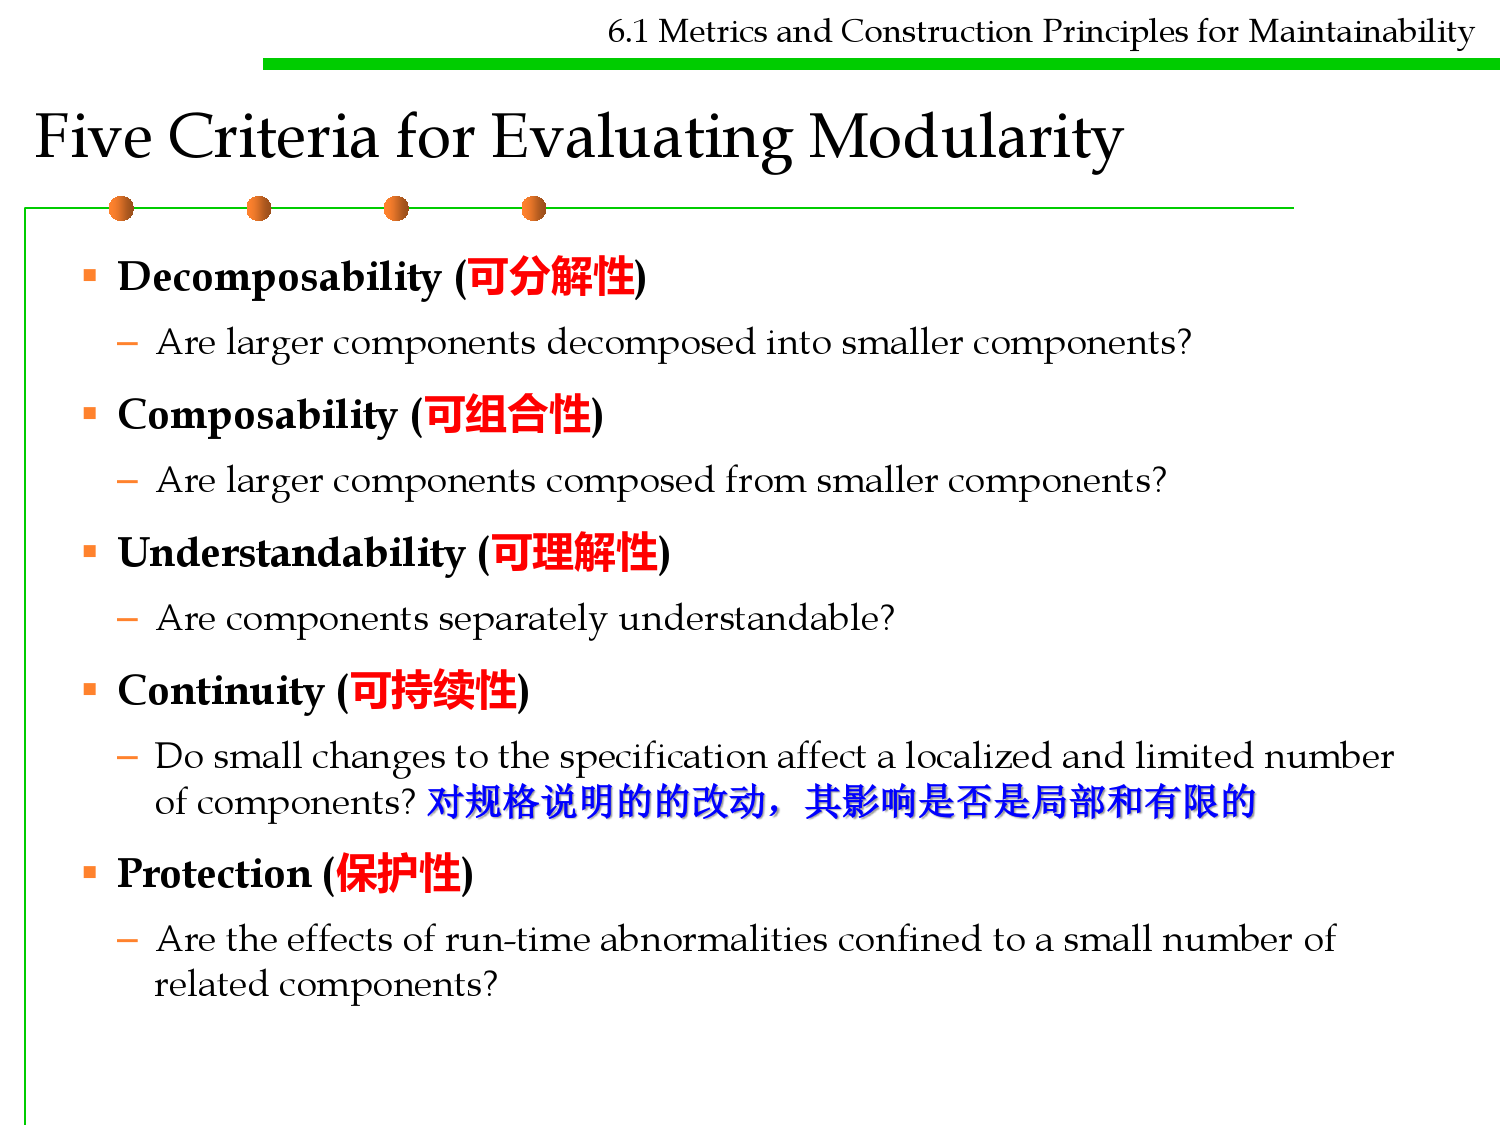 6.1 Metrics and Construction Principles for Maintainability
Five Criteria for Evaluating Modularity
▪ Decomposability (可分解性)
– Are larger components decomposed into smaller components?
▪ Composability (可组合性)
– Are larger components composed from smaller components?
▪ Understandability (可理解性)
– Are components separately understandable?
▪ Continuity (可持续性)
– Do small changes to the specification affect a localized and limited number
of components? 对规格说明的的改动，其影响是否是局部和有限的
▪ Protection (保护性)
– Are the effects of run-time abnormalities confined to a small number of
related components?